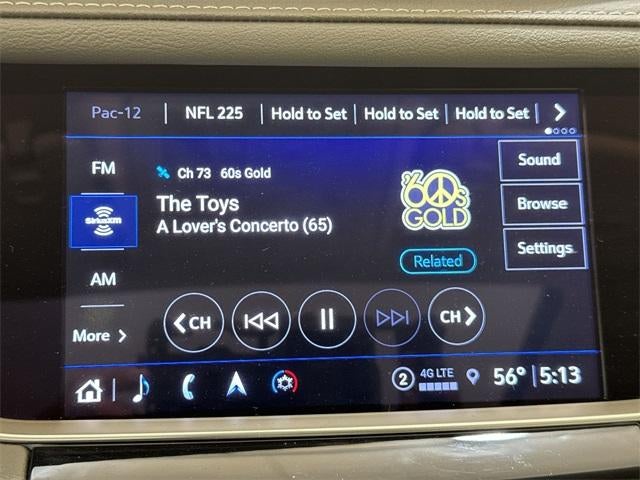 Pac-12 NFL 225 Hold to Set Hold to Set Hold to Set
FM
Ch 73 60s Gold
Sound
SiriusXM
The Toys
'60s
GOLD
Browse
A Lover's Concerto (65)
Settings
Related
AM
More
CH
CH
2 4G LTE 56° 5:13